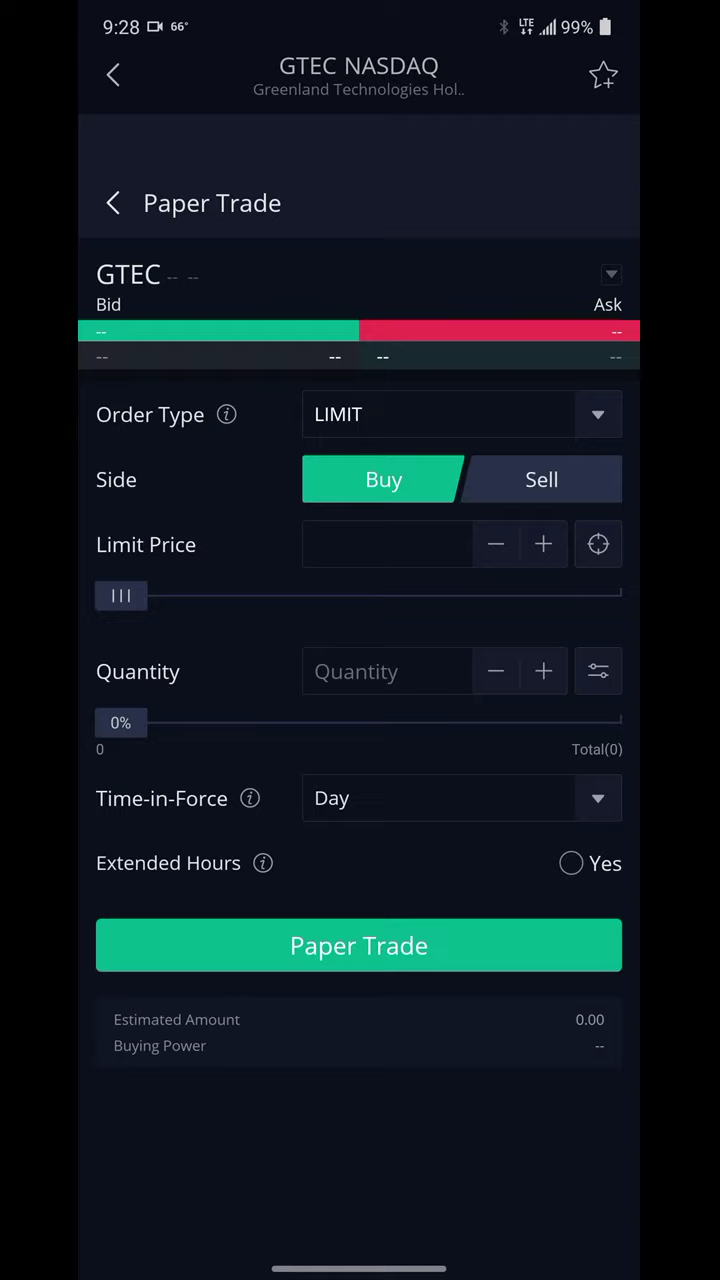 9:28 66° LTE 99%
GTEC NASDAQ
Greenland Technologies Hol..
Paper Trade
GTEC -- --
Bid Ask
-- --
-- -- -- --
Order Type LIMIT
Side Buy Sell
Limit Price
Quantity Quantity
0%
0 Total(0)
Time-in-Force Day
Extended Hours Yes
Paper Trade
Estimated Amount 0.00
Buying Power --